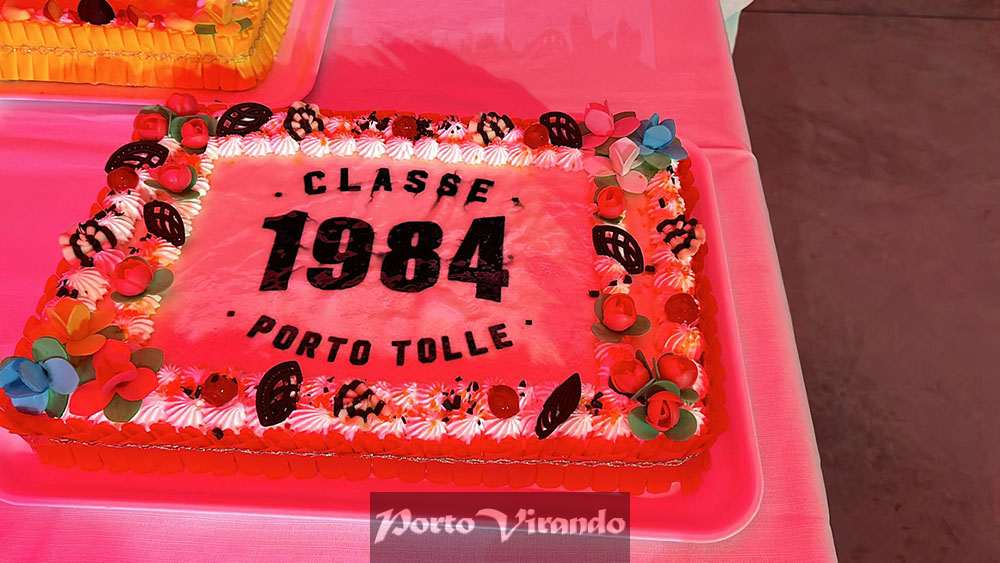 . CLASSE .
1984
· PORTO TOLLE ·
Porto Virando